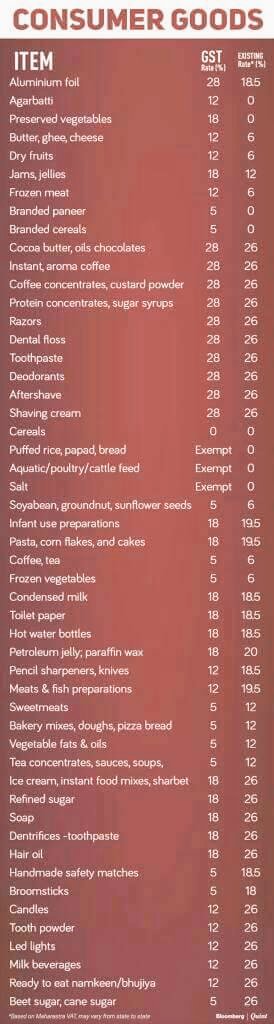 CONSUMER GOODS
ITEM GST Rate (%) EXISTING Rate* (%)
Aluminium foil 28 18.5
Agarbatti 12 0
Preserved vegetables 18 0
Butter, ghee, cheese 12 6
Dry fruits 12 6
Jams, jellies 18 12
Frozen meat 12 6
Branded paneer 5 0
Branded cereals 5 0
Cocoa butter, oils chocolates 28 26
Instant, aroma coffee 28 26
Coffee concentrates, custard powder 28 26
Protein concentrates, sugar syrups 28 26
Razors 28 26
Dental floss 28 26
Toothpaste 28 26
Deodorants 28 26
Aftershave 28 26
Shaving cream 28 26
Cereals 0 0
Puffed rice, papad, bread Exempt 0
Aquatic/poultry/cattle feed Exempt 0
Salt Exempt 0
Soyabean, groundnut, sunflower seeds 5 6
Infant use preparations 18 19.5
Pasta, corn flakes, and cakes 18 19.5
Coffee, tea 5 6
Frozen vegetables 5 6
Condensed milk 18 18.5
Toilet paper 18 18.5
Hot water bottles 18 18.5
Petroleum jelly; paraffin wax 18 20
Pencil sharpeners, knives 12 18.5
Meats & fish preparations 12 19.5
Sweetmeats 5 12
Bakery mixes, doughs, pizza bread 5 12
Vegetable fats & oils 5 12
Tea concentrates, sauces, soups, 5 12
Ice cream, instant food mixes, sharbet 18 26
Refined sugar 18 26
Soap 18 26
Dentrifices -toothpaste 18 26
Hair oil 18 26
Handmade safety matches 5 18.5
Broomsticks 5 18
Candles 12 26
Tooth powder 12 26
Led lights 12 26
Milk beverages 12 26
Ready to eat namkeen/bhujiya 12 26
Beet sugar, cane sugar 5 26
*Based on Maharastra VAT, may vary from state to state Bloomberg | Quint